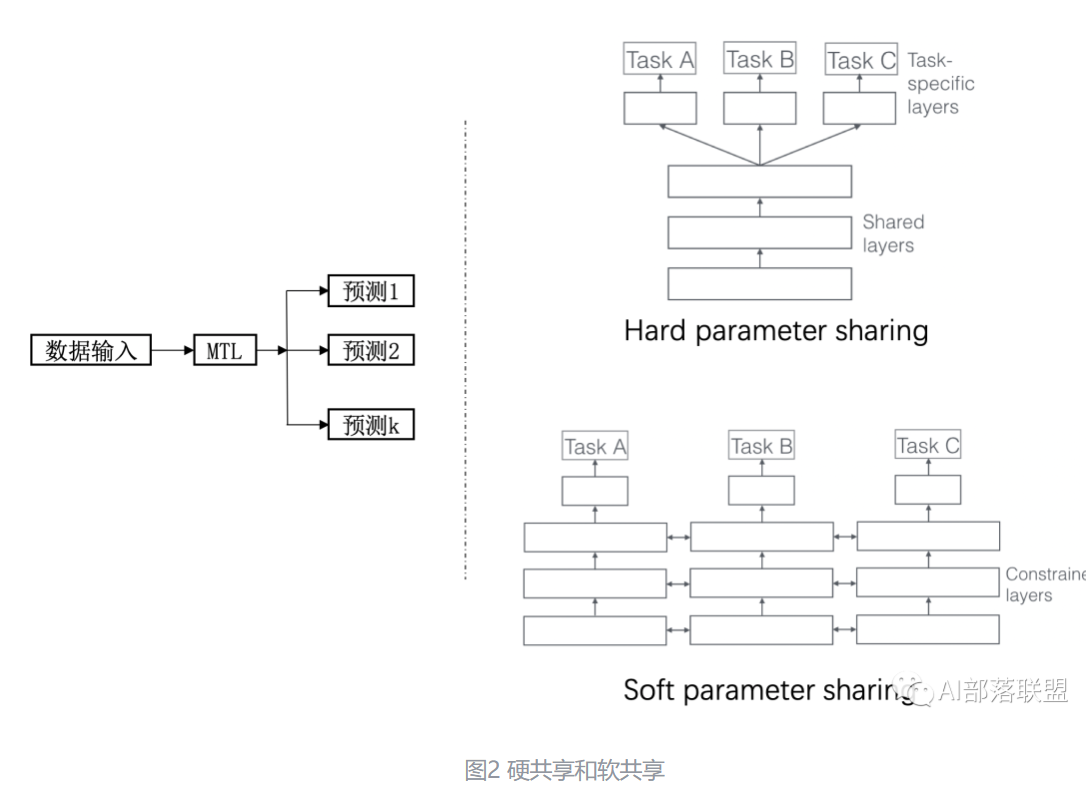 数据输入
MTL
预测1
预测2
预测k
Task A
Task B
Task C
Task-
specific
layers
Shared
layers
Hard parameter sharing
Task A
Task B
Task C
Constraine
layers
Soft parameter sharing
AI部落联盟
图2 硬共享和软共享